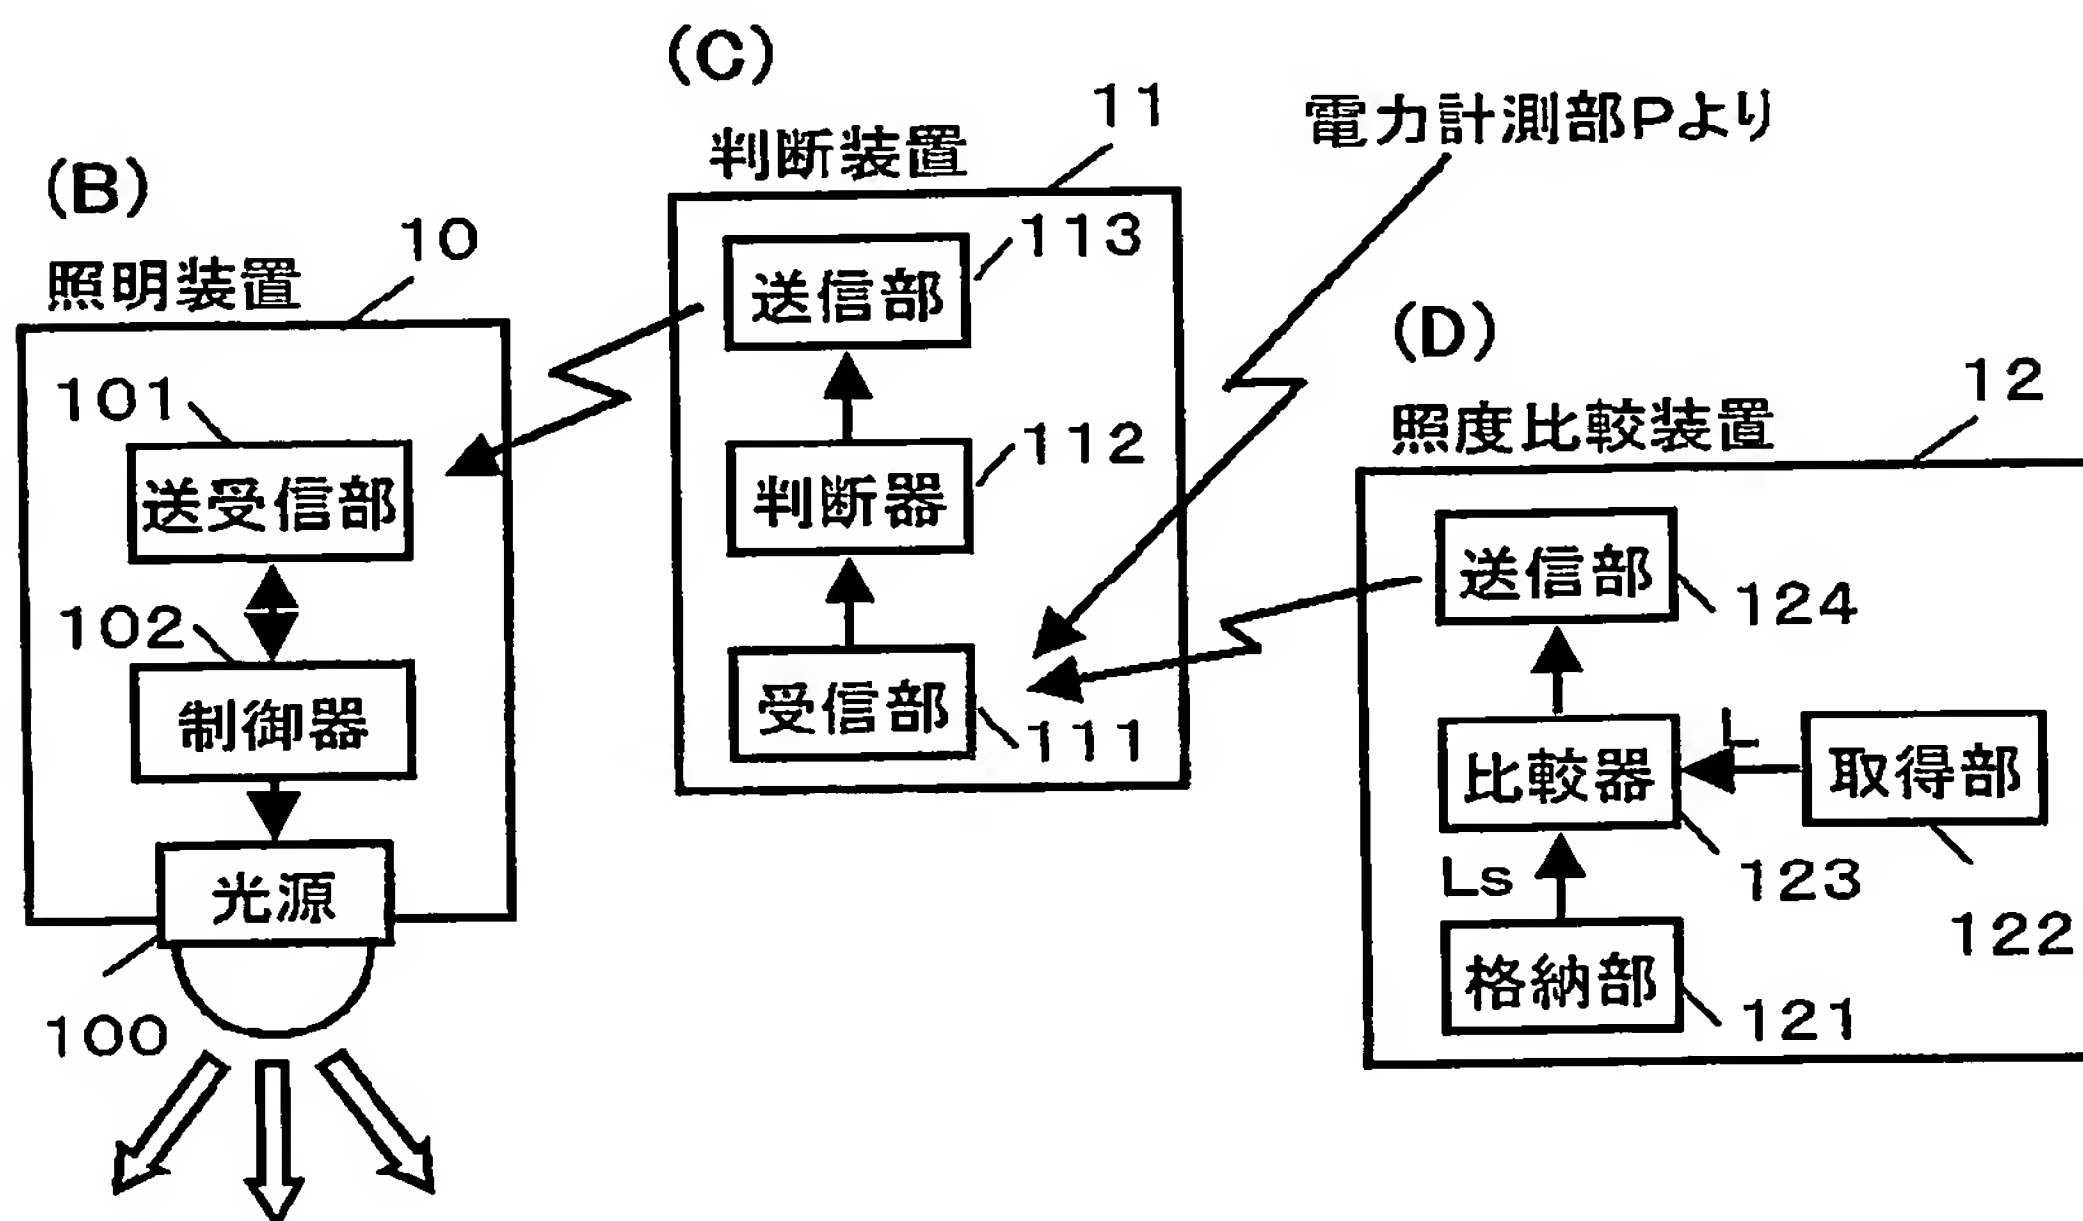 (B)
照明装置
10
101
送受信部
102
制御器
光源
100
(C)
判断装置
11
送信部
113
判断器
112
受信部
111
電力計測部Pより
(D)
照度比較装置
12
送信部
124
比較器
123
L
取得部
122
Ls
格納部
121